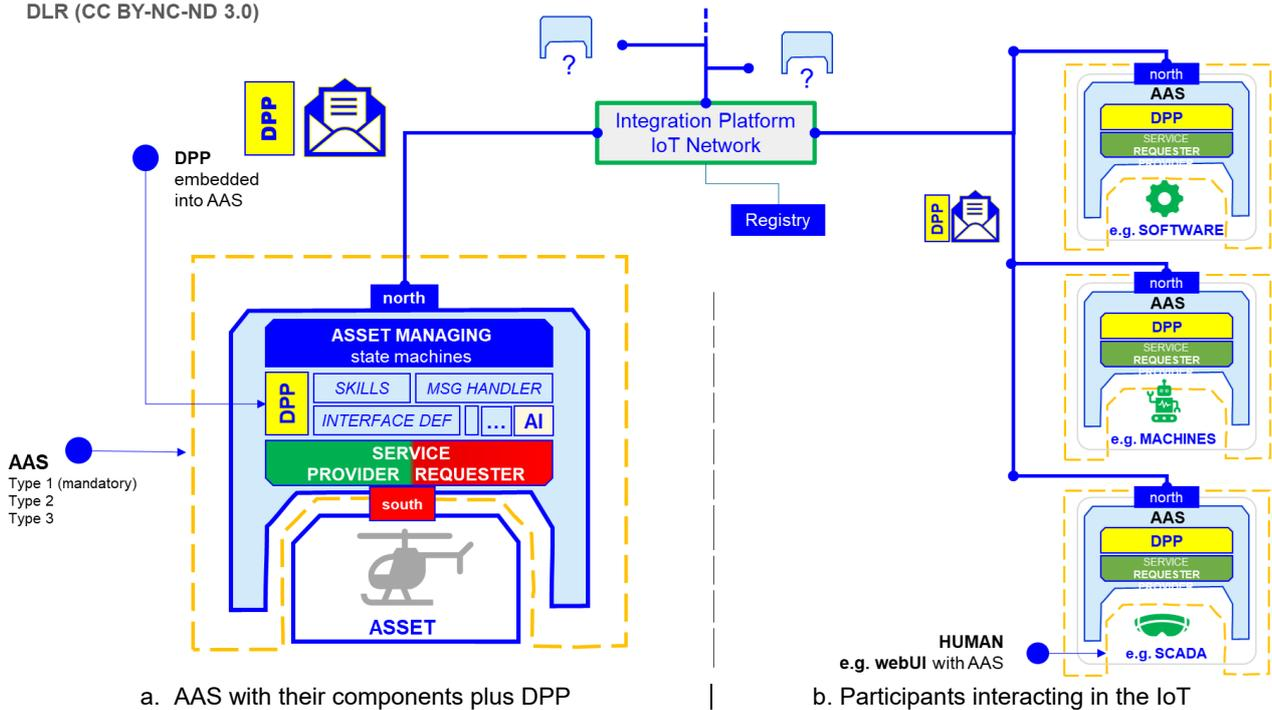 DLR (CC BY-NC-ND 3.0)
?
?
DPP
Integration Platform
IoT Network
Registry
DPP
embedded
into AAS
north
ASSET MANAGING
state machines
DPP
SKILLS
MSG HANDLER
INTERFACE DEF
...
AI
SERVICE
PROVIDER REQUESTER
south
ASSET
AAS
Type 1 (mandatory)
Type 2
Type 3
DPP
north
AAS
DPP
SERVICE
REQUESTER
PROVIDER
e.g. SOFTWARE
north
AAS
DPP
SERVICE
REQUESTER
PROVIDER
e.g. MACHINES
north
AAS
DPP
SERVICE
REQUESTER
PROVIDER
e.g. SCADA
HUMAN
e.g. webUI with AAS
a. AAS with their components plus DPP
b. Participants interacting in the IoT